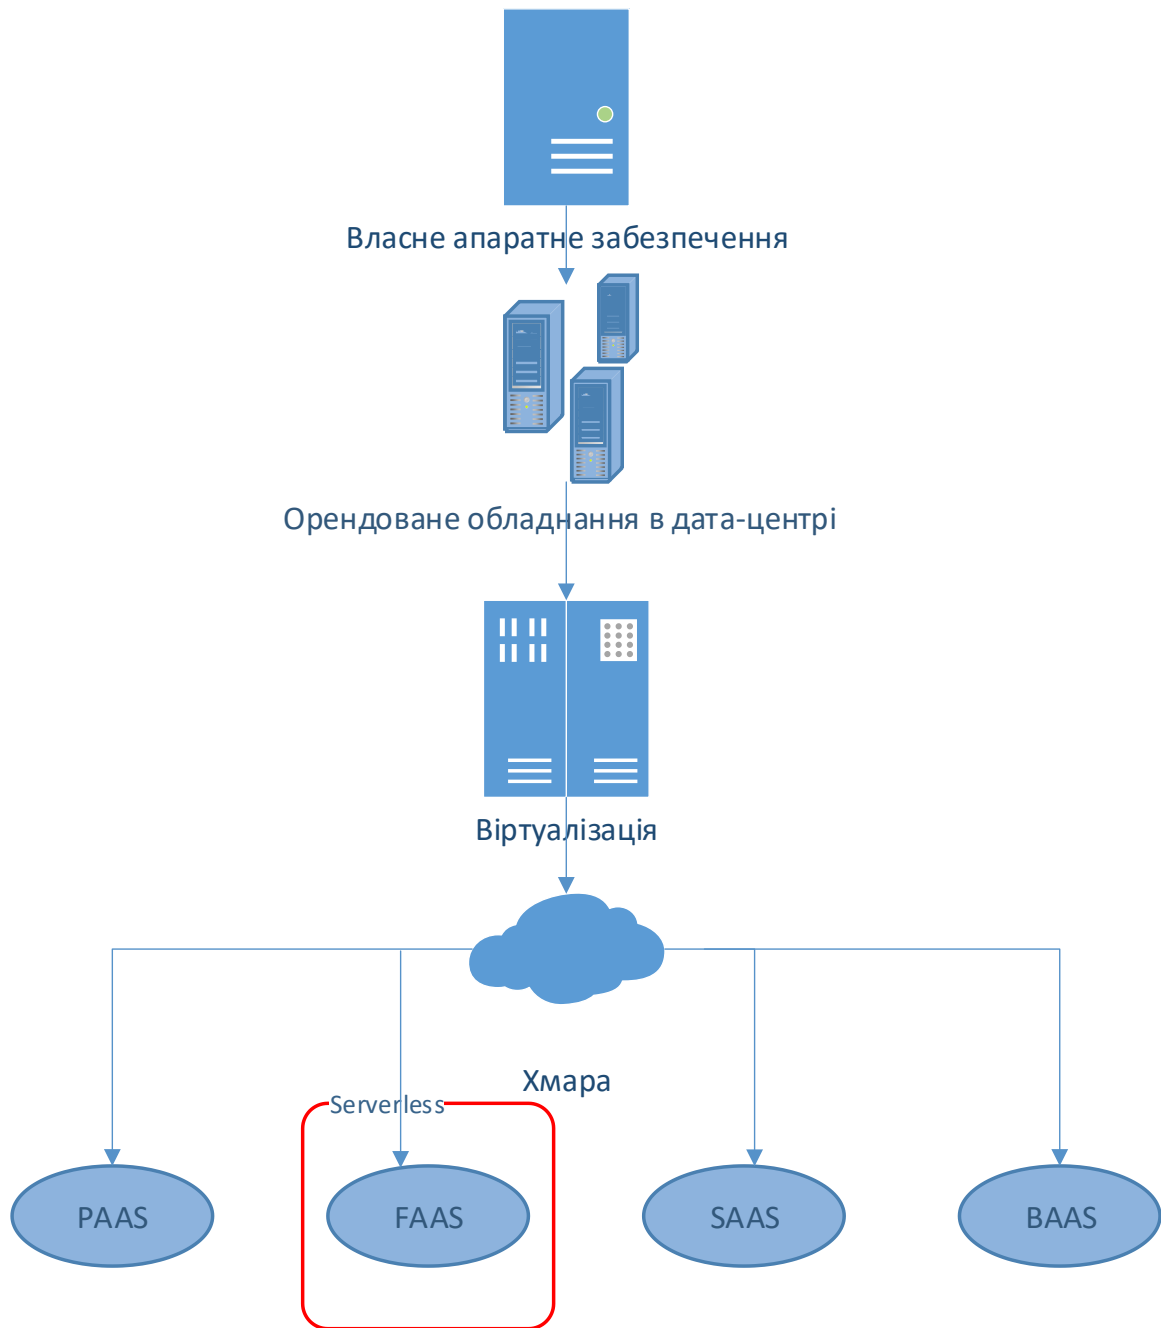 Власне апаратне забезпечення
Орендоване обладнання в дата-центрі
Віртуалізація
Хмара
Serverless
PAAS
FAAS
SAAS
BAAS